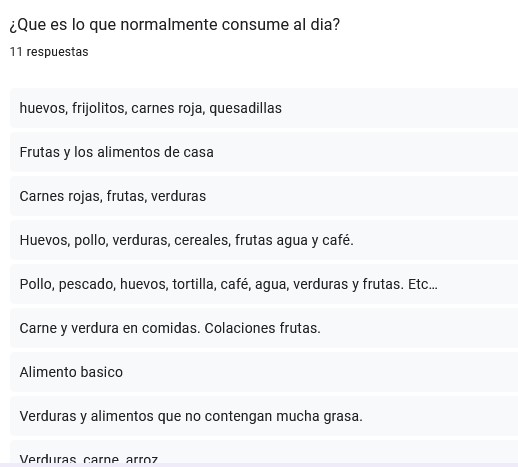 ¿Que es lo que normalmente consume al dia?
11 respuestas
huevos, frijolitos, carnes roja, quesadillas
Frutas y los alimentos de casa
Carnes rojas, frutas, verduras
Huevos, pollo, verduras, cereales, frutas agua y café.
Pollo, pescado, huevos, tortilla, café, agua, verduras y frutas. Etc...
Carne y verdura en comidas. Colaciones frutas.
Alimento basico
Verduras y alimentos que no contengan mucha grasa.
Verduras, carne, arroz